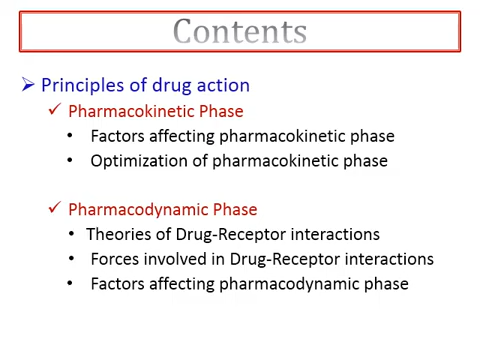 Contents
➢ Principles of drug action
✓ Pharmacokinetic Phase
• Factors affecting pharmacokinetic phase
• Optimization of pharmacokinetic phase
✓ Pharmacodynamic Phase
• Theories of Drug-Receptor interactions
• Forces involved in Drug-Receptor interactions
• Factors affecting pharmacodynamic phase